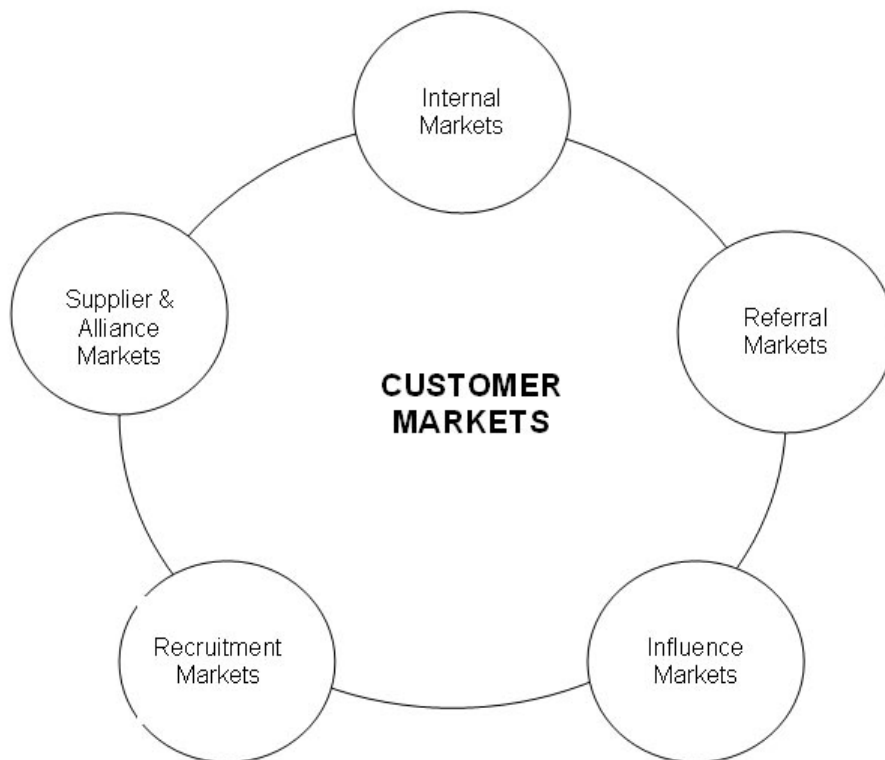 Internal
Markets
Supplier &
Alliance
Markets
Referral
Markets
CUSTOMER
MARKETS
Recruitment
Markets
Influence
Markets